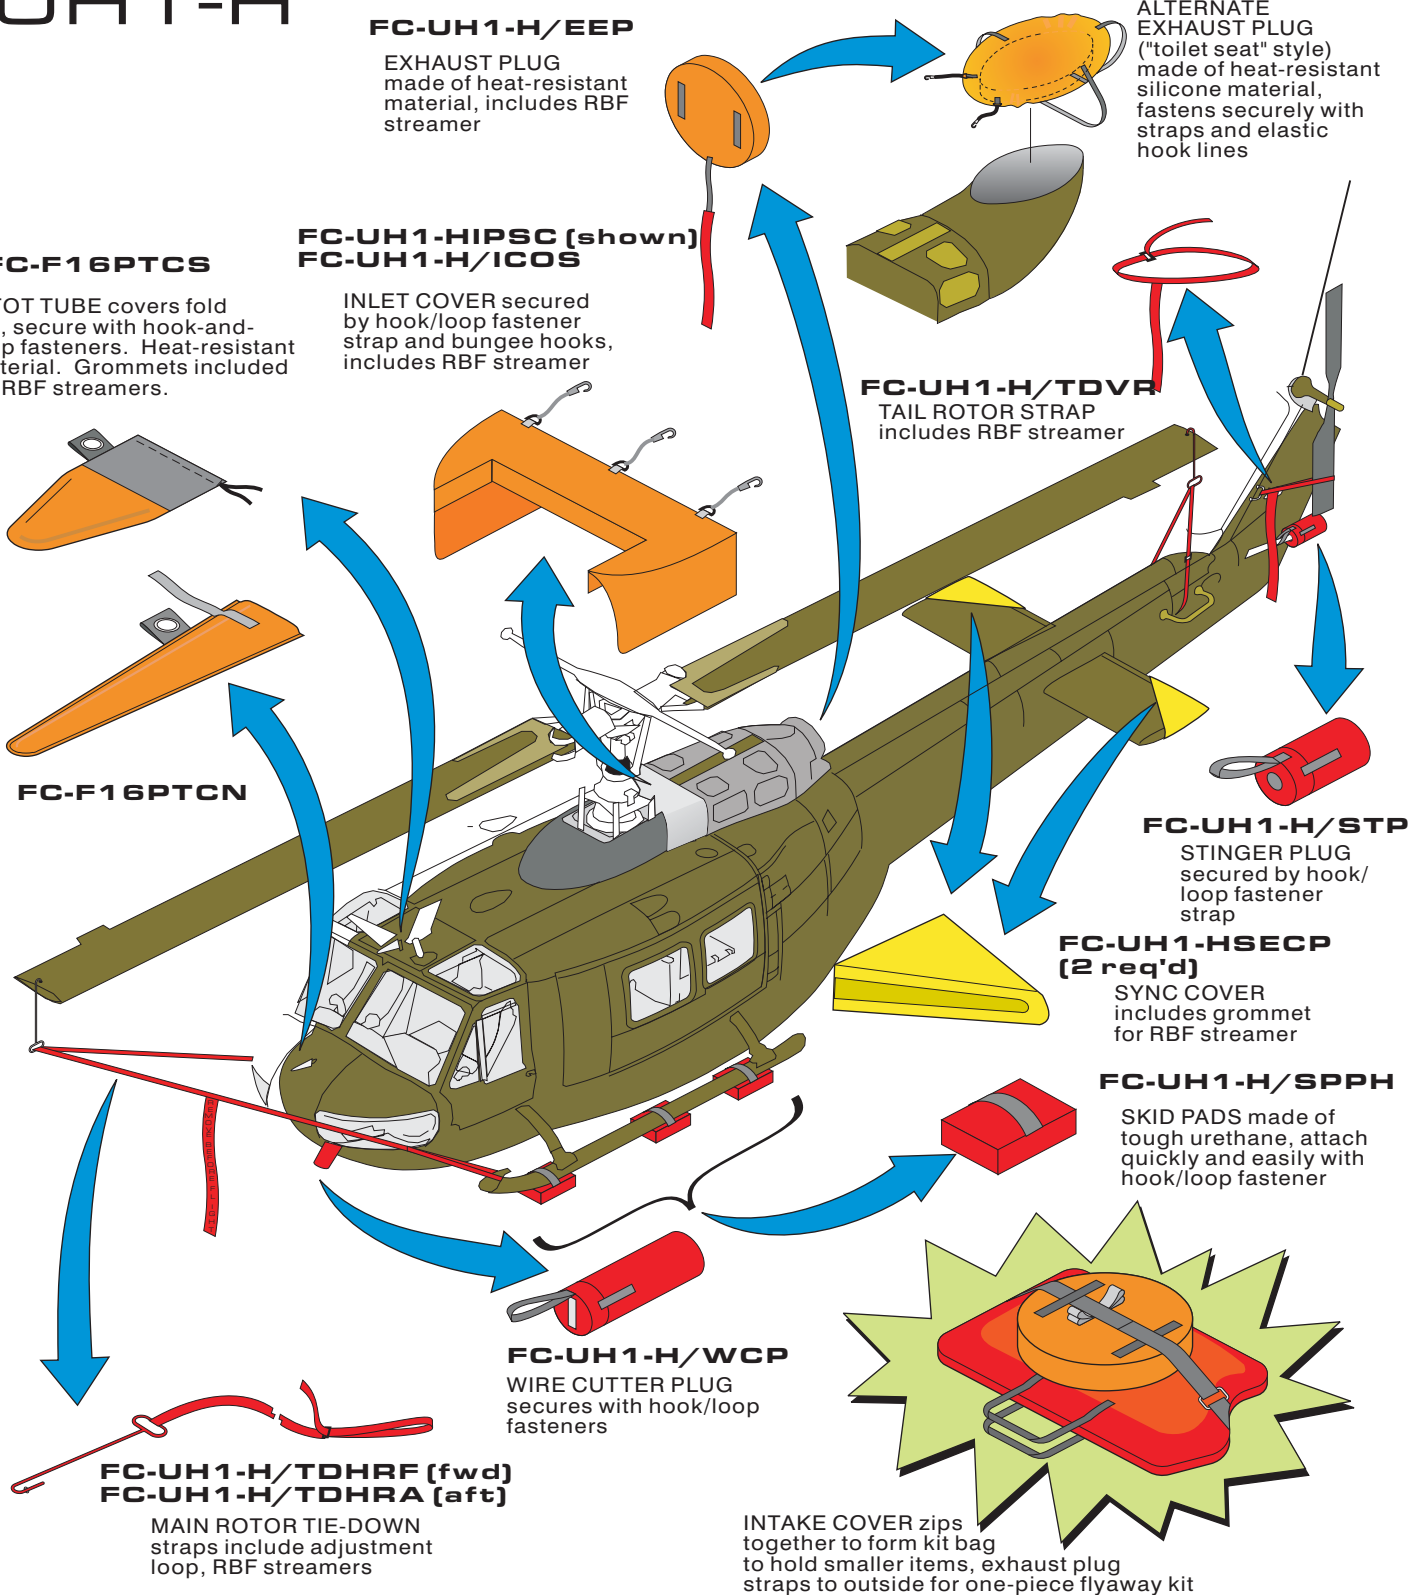 UH1-H
FC-UH1-H/EEP
EXHAUST PLUG
made of heat-resistant
material, includes RBF
streamer
ALTERNATE
EXHAUST PLUG
("toilet seat" style)
made of heat-resistant
silicone material,
fastens securely with
straps and elastic
hook lines
FC-UH1-HIPSC (shown)
FC-UH1-H/ICOS
INLET COVER secured
by hook/loop fastener
strap and bungee hooks,
includes RBF streamer
FC-F16PTCS
TOT TUBE covers fold
, secure with hook-and-
p fasteners. Heat-resistant
terial. Grommets included
RBF streamers.
FC-UH1-H/TDVR
TAIL ROTOR STRAP
includes RBF streamer
FC-F16PTCN
FC-UH1-H/STP
STINGER PLUG
secured by hook/
loop fastener
strap
FC-UH1-HSECP
(2 req'd)
SYNC COVER
includes grommet
for RBF streamer
FC-UH1-H/SPPH
SKID PADS made of
tough urethane, attach
quickly and easily with
hook/loop fastener
FC-UH1-H/WCP
WIRE CUTTER PLUG
secures with hook/loop
fasteners
FC-UH1-H/TDHRF (fwd)
FC-UH1-H/TDHRA (aft)
MAIN ROTOR TIE-DOWN
straps include adjustment
loop, RBF streamers
INTAKE COVER zips
together to form kit bag
to hold smaller items, exhaust plug
straps to outside for one-piece flyaway kit